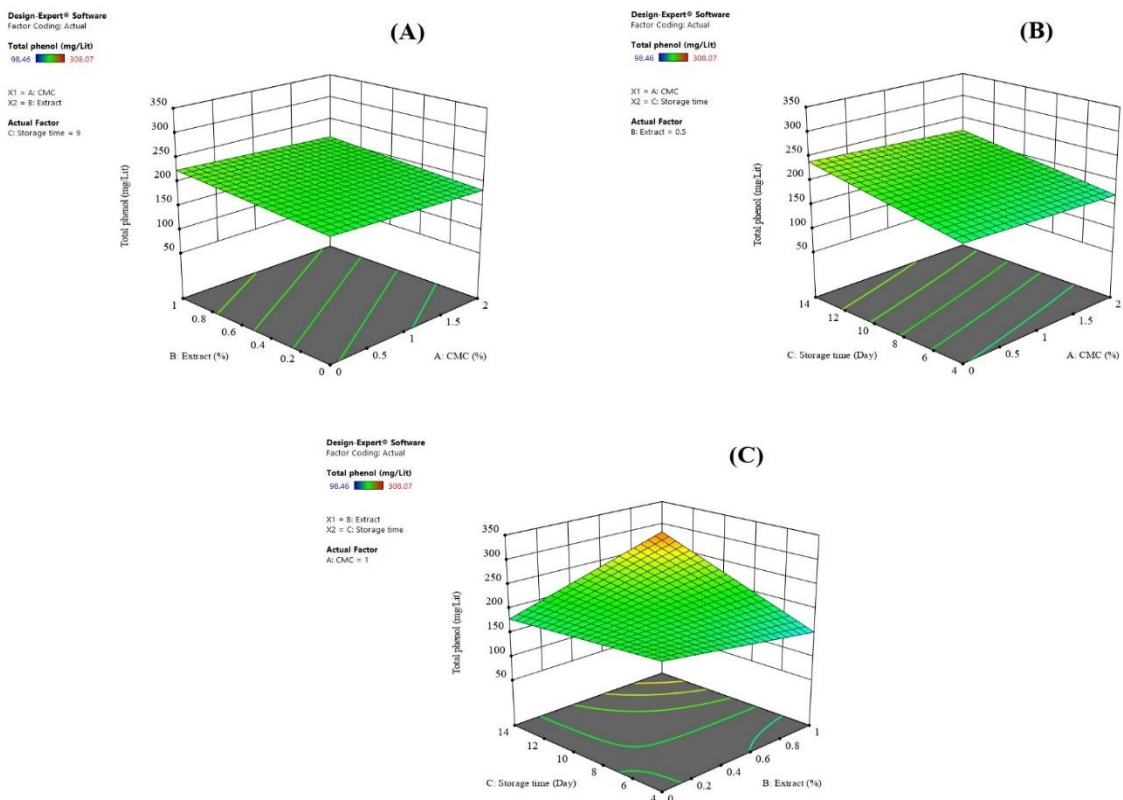 Design-Expert® Software
Factor Coding: Actual
Total phenol (mg/Lit)
98.46 308.07
X1 = A: CMC
X2 = B: Extract
Actual Factor
C: Storage time = 9
(A)
350
300
250
200
150
100
50
Total phenol (mg/Lit)
1
0.8
0.6
0.4
0.2
0
B: Extract (%)
0
0.5
1
1.5
2
A: CMC (%)
Design-Expert® Software
Factor Coding: Actual
Total phenol (mg/Lit)
98.46 308.07
X1 = A: CMC
X2 = C: Storage time
Actual Factor
B: Extract = 0.5
(B)
350
300
250
200
150
100
50
Total phenol (mg/Lit)
14
12
10
8
6
4
C: Storage time (Day)
0
0.5
1
1.5
2
A: CMC (%)
Design-Expert® Software
Factor Coding: Actual
Total phenol (mg/Lit)
98.46 308.07
X1 = B: Extract
X2 = C: Storage time
Actual Factor
A: CMC = 1
(C)
350
300
250
200
150
100
50
Total phenol (mg/Lit)
14
12
10
8
6
4
C: Storage time (Day)
0
0.2
0.4
0.6
0.8
1
B: Extract (%)